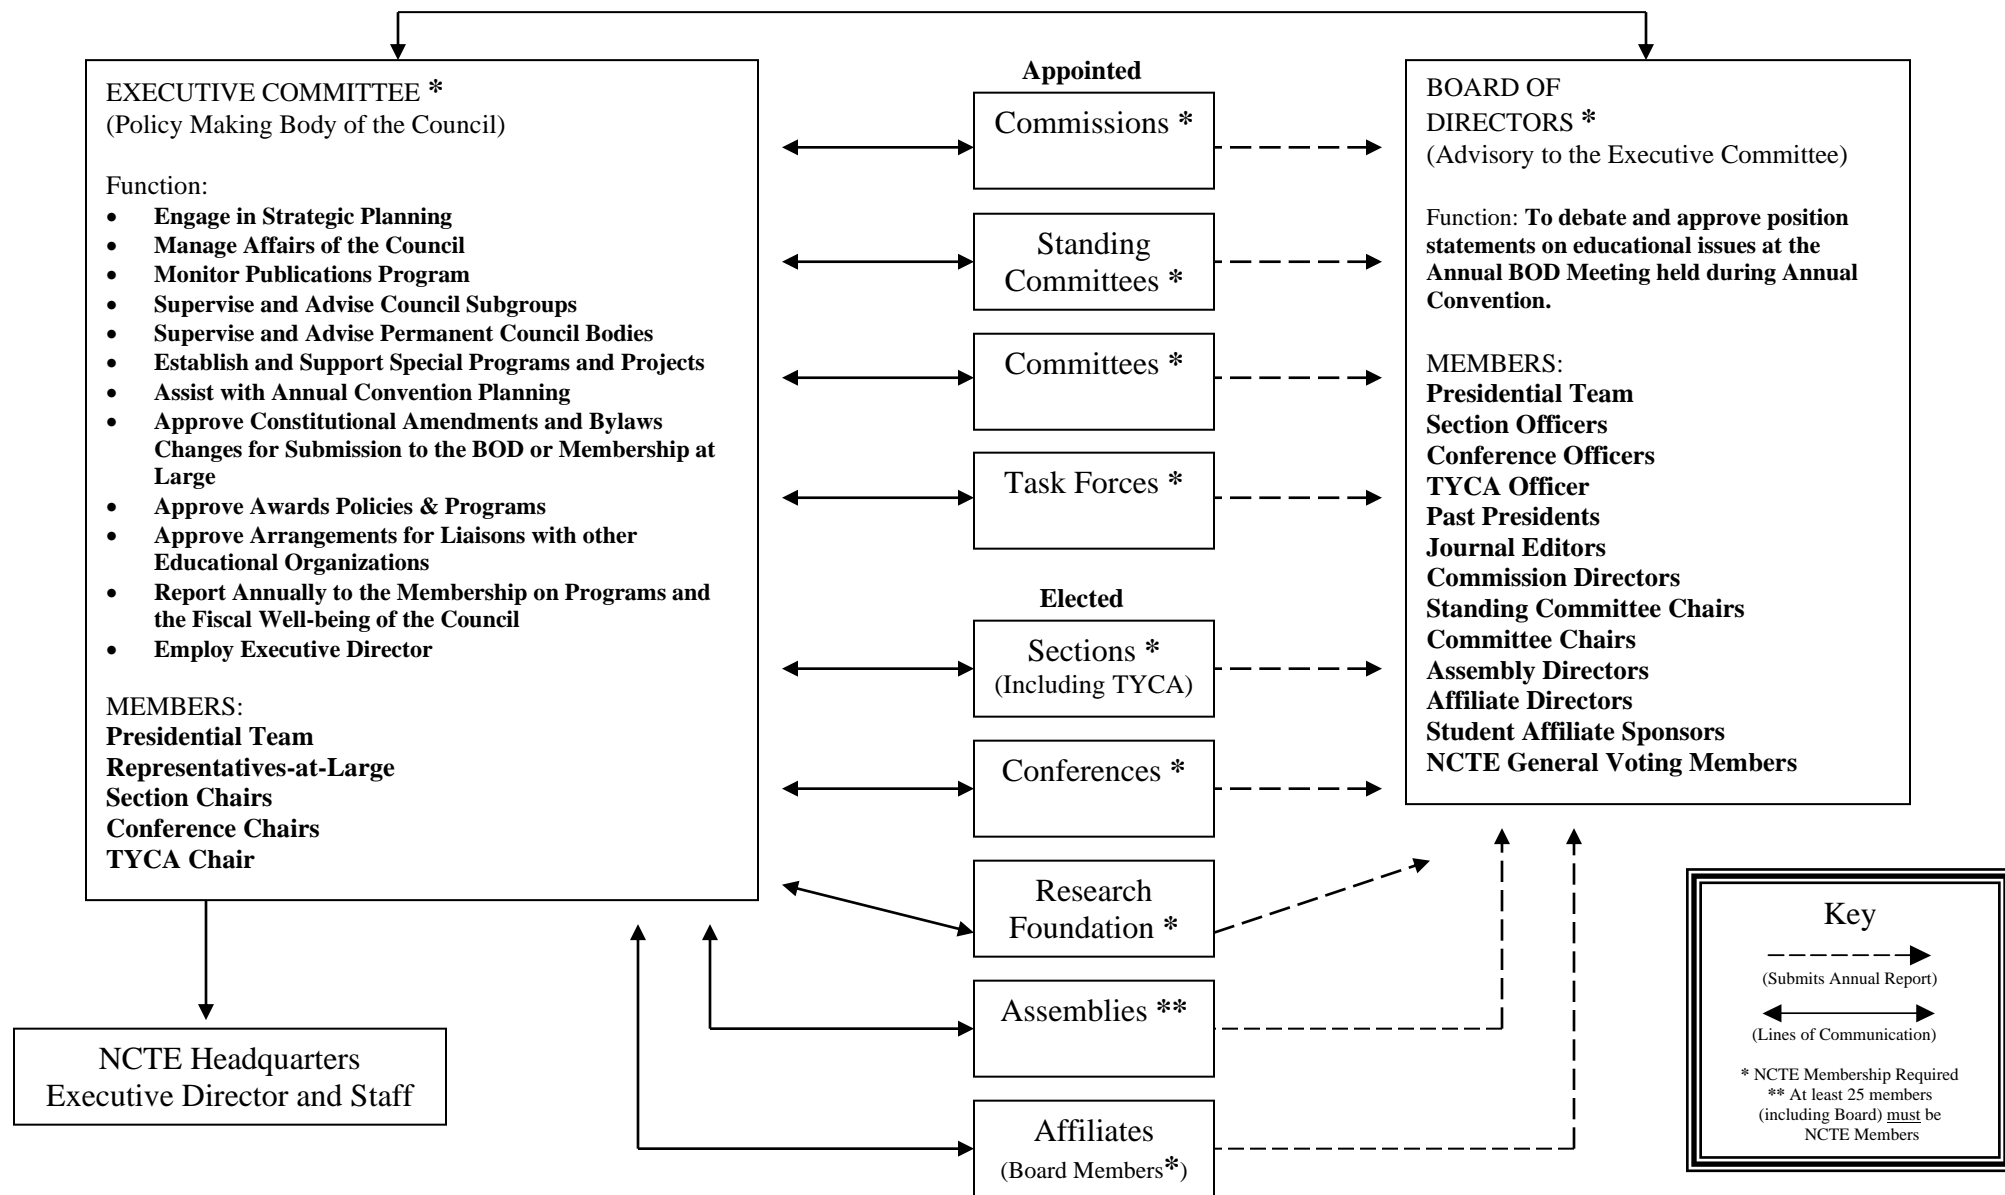 EXECUTIVE COMMITTEE *
(Policy Making Body of the Council)
Function:
• Engage in Strategic Planning
• Manage Affairs of the Council
• Monitor Publications Program
• Supervise and Advise Council Subgroups
• Supervise and Advise Permanent Council Bodies
• Establish and Support Special Programs and Projects
• Assist with Annual Convention Planning
• Approve Constitutional Amendments and Bylaws
Changes for Submission to the BOD or Membership at
Large
• Approve Awards Policies & Programs
• Approve Arrangements for Liaisons with other
Educational Organizations
• Report Annually to the Membership on Programs and
the Fiscal Well-being of the Council
• Employ Executive Director
MEMBERS:
Presidential Team
Representatives-at-Large
Section Chairs
Conference Chairs
TYCA Chair
NCTE Headquarters
Executive Director and Staff
Appointed
Commissions *
Standing
Committees *
Committees *
Task Forces *
Elected
Sections *
(Including TYCA)
Conferences *
Research
Foundation *
Assemblies **
Affiliates
(Board Members*)
BOARD OF
DIRECTORS *
(Advisory to the Executive Committee)
Function: To debate and approve position
statements on educational issues at the
Annual BOD Meeting held during Annual
Convention.
MEMBERS:
Presidential Team
Section Officers
Conference Officers
TYCA Officer
Past Presidents
Journal Editors
Commission Directors
Standing Committee Chairs
Committee Chairs
Assembly Directors
Affiliate Directors
Student Affiliate Sponsors
NCTE General Voting Members
Key
(Submits Annual Report)
(Lines of Communication)
* NCTE Membership Required
** At least 25 members
(including Board) must be
NCTE Members